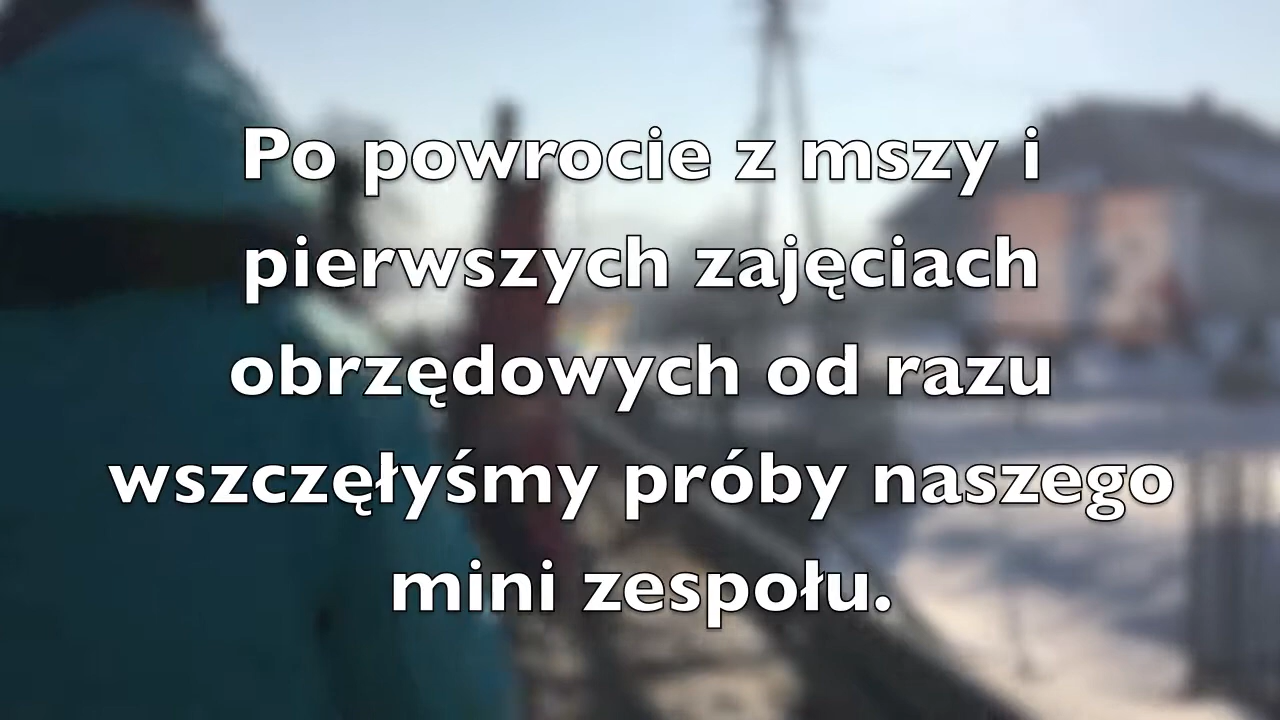 Po powrocie z mszy i
pierwszych zajęciach
obrzędowych od razu
wszczęłyśmy próby naszego
mini zespołu.